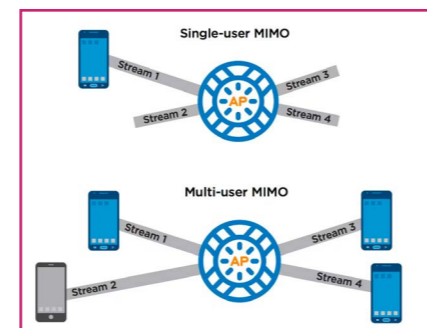 Single-user MIMO
Stream 1
Stream 3
AP
Stream 2
Stream 4
Multi-user MIMO
Stream 1
Stream 3
AP
Stream 2
Stream 4